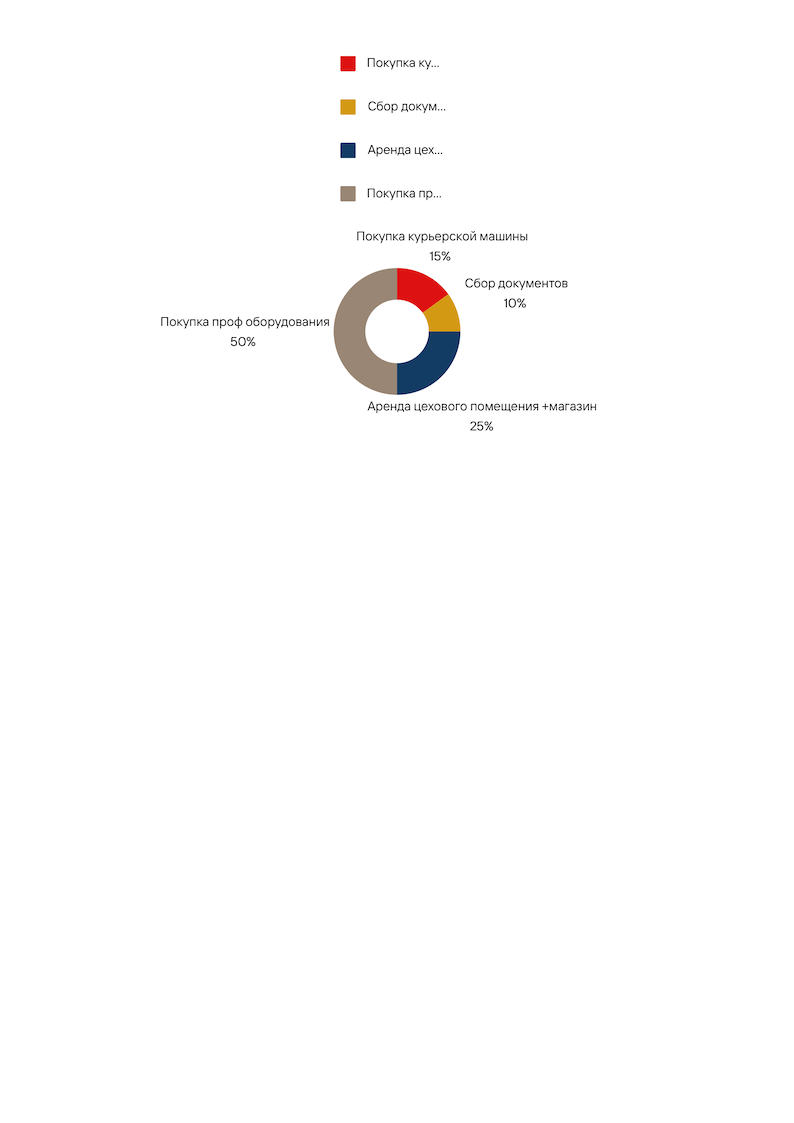 Покупка ку...
Сбор докум...
Аренда цех...
Покупка пр...
Покупка курьерской машины
15%
Сбор документов
10%
Покупка проф оборудования
50%
Аренда цехового помещения +магазин
25%